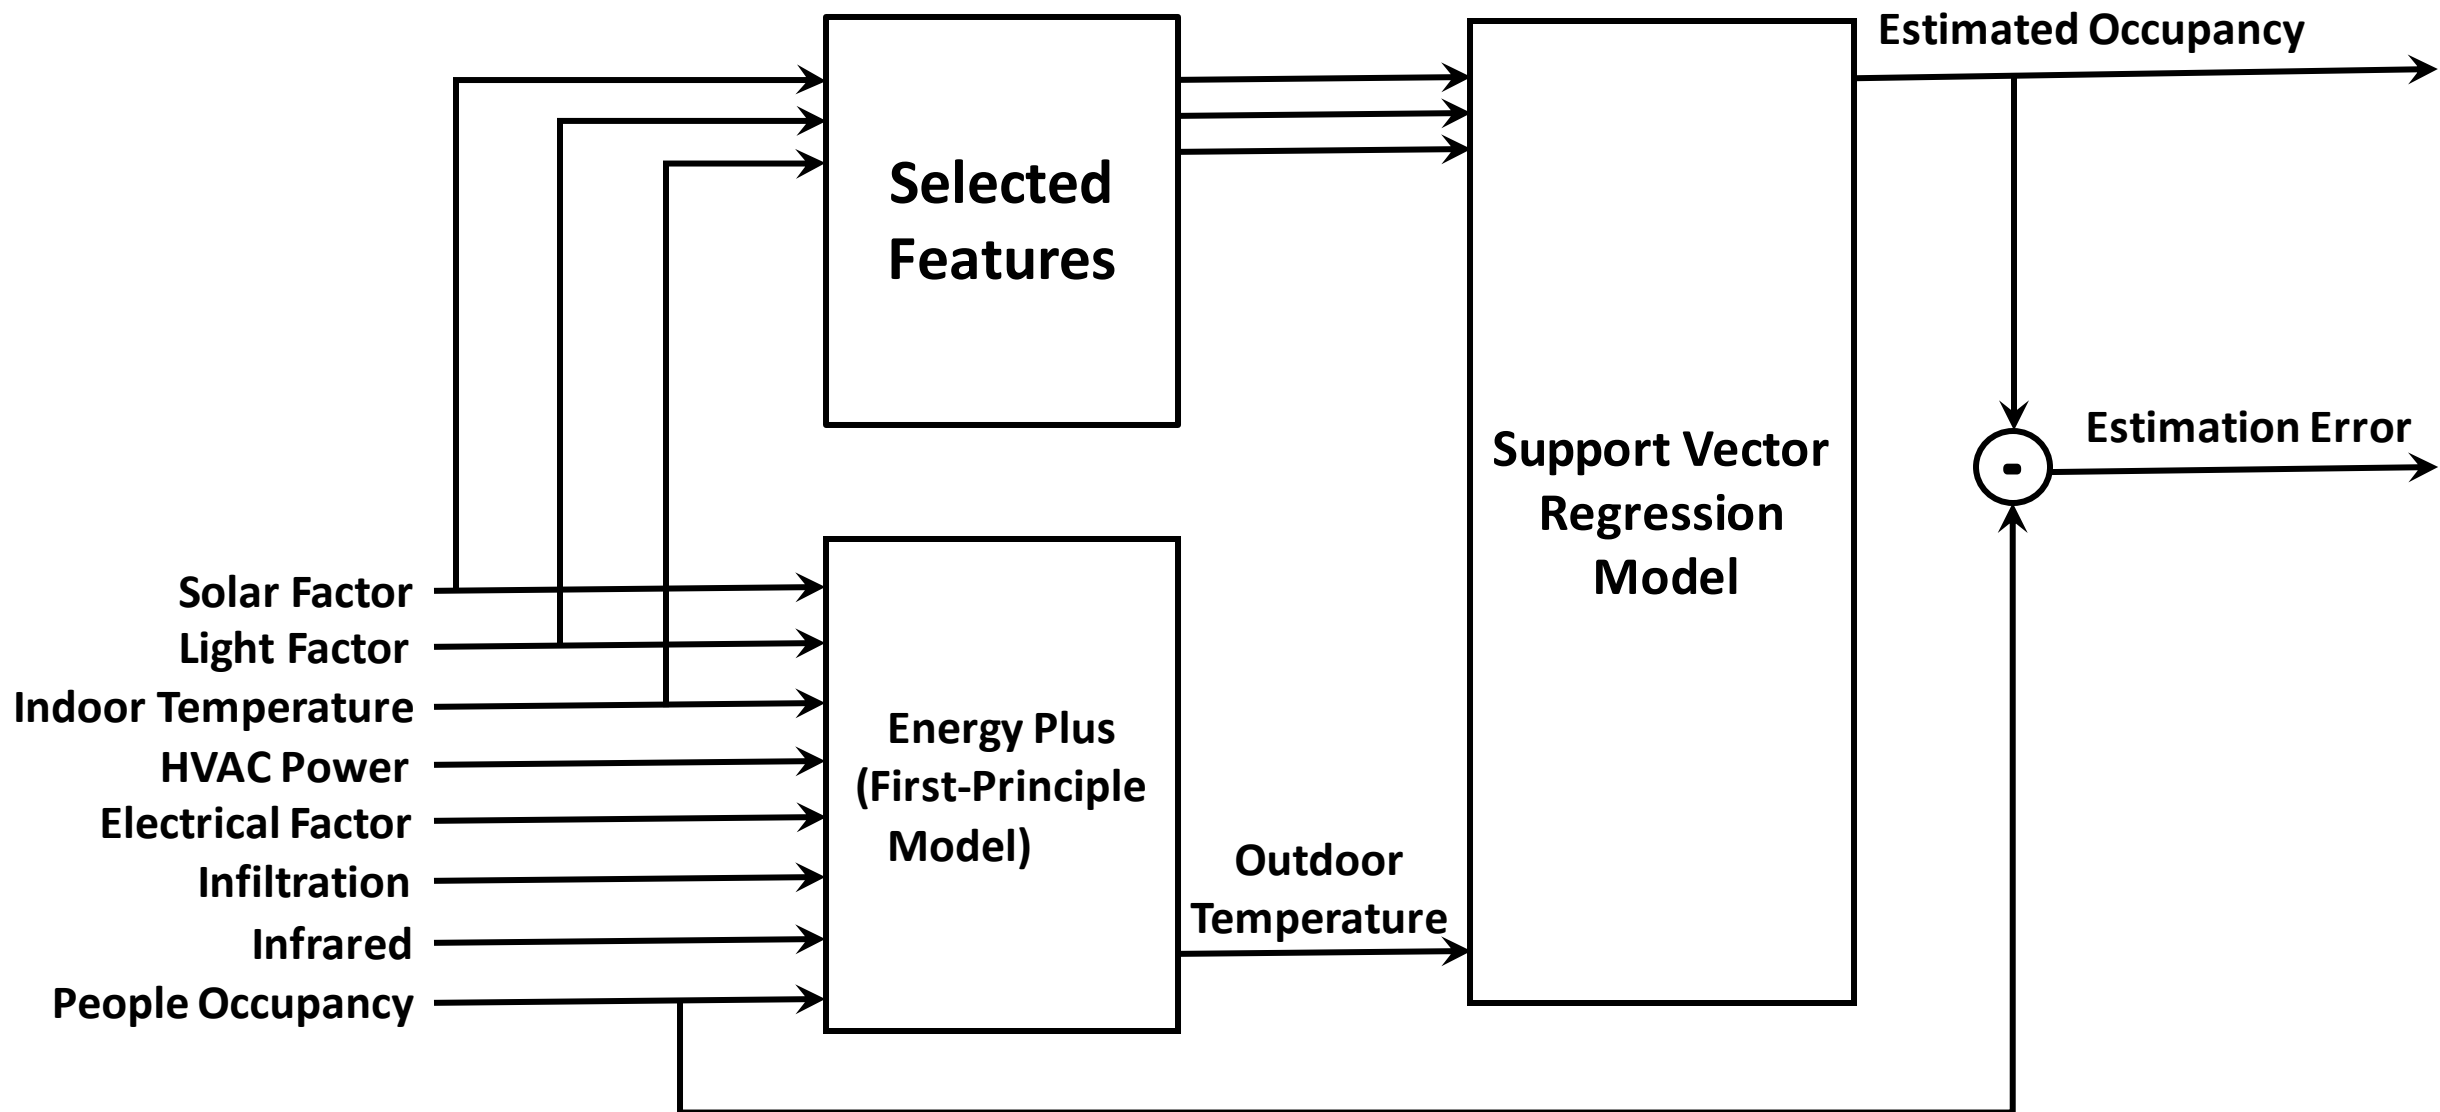 Estimated Occupancy
Selected
Features
Support Vector
Regression
Model
Estimation Error
-
Solar Factor
Light Factor
Indoor Temperature
HVAC Power
Electrical Factor
Infiltration
Infrared
People Occupancy
Energy Plus
(First-Principle
Model)
Outdoor
Temperature